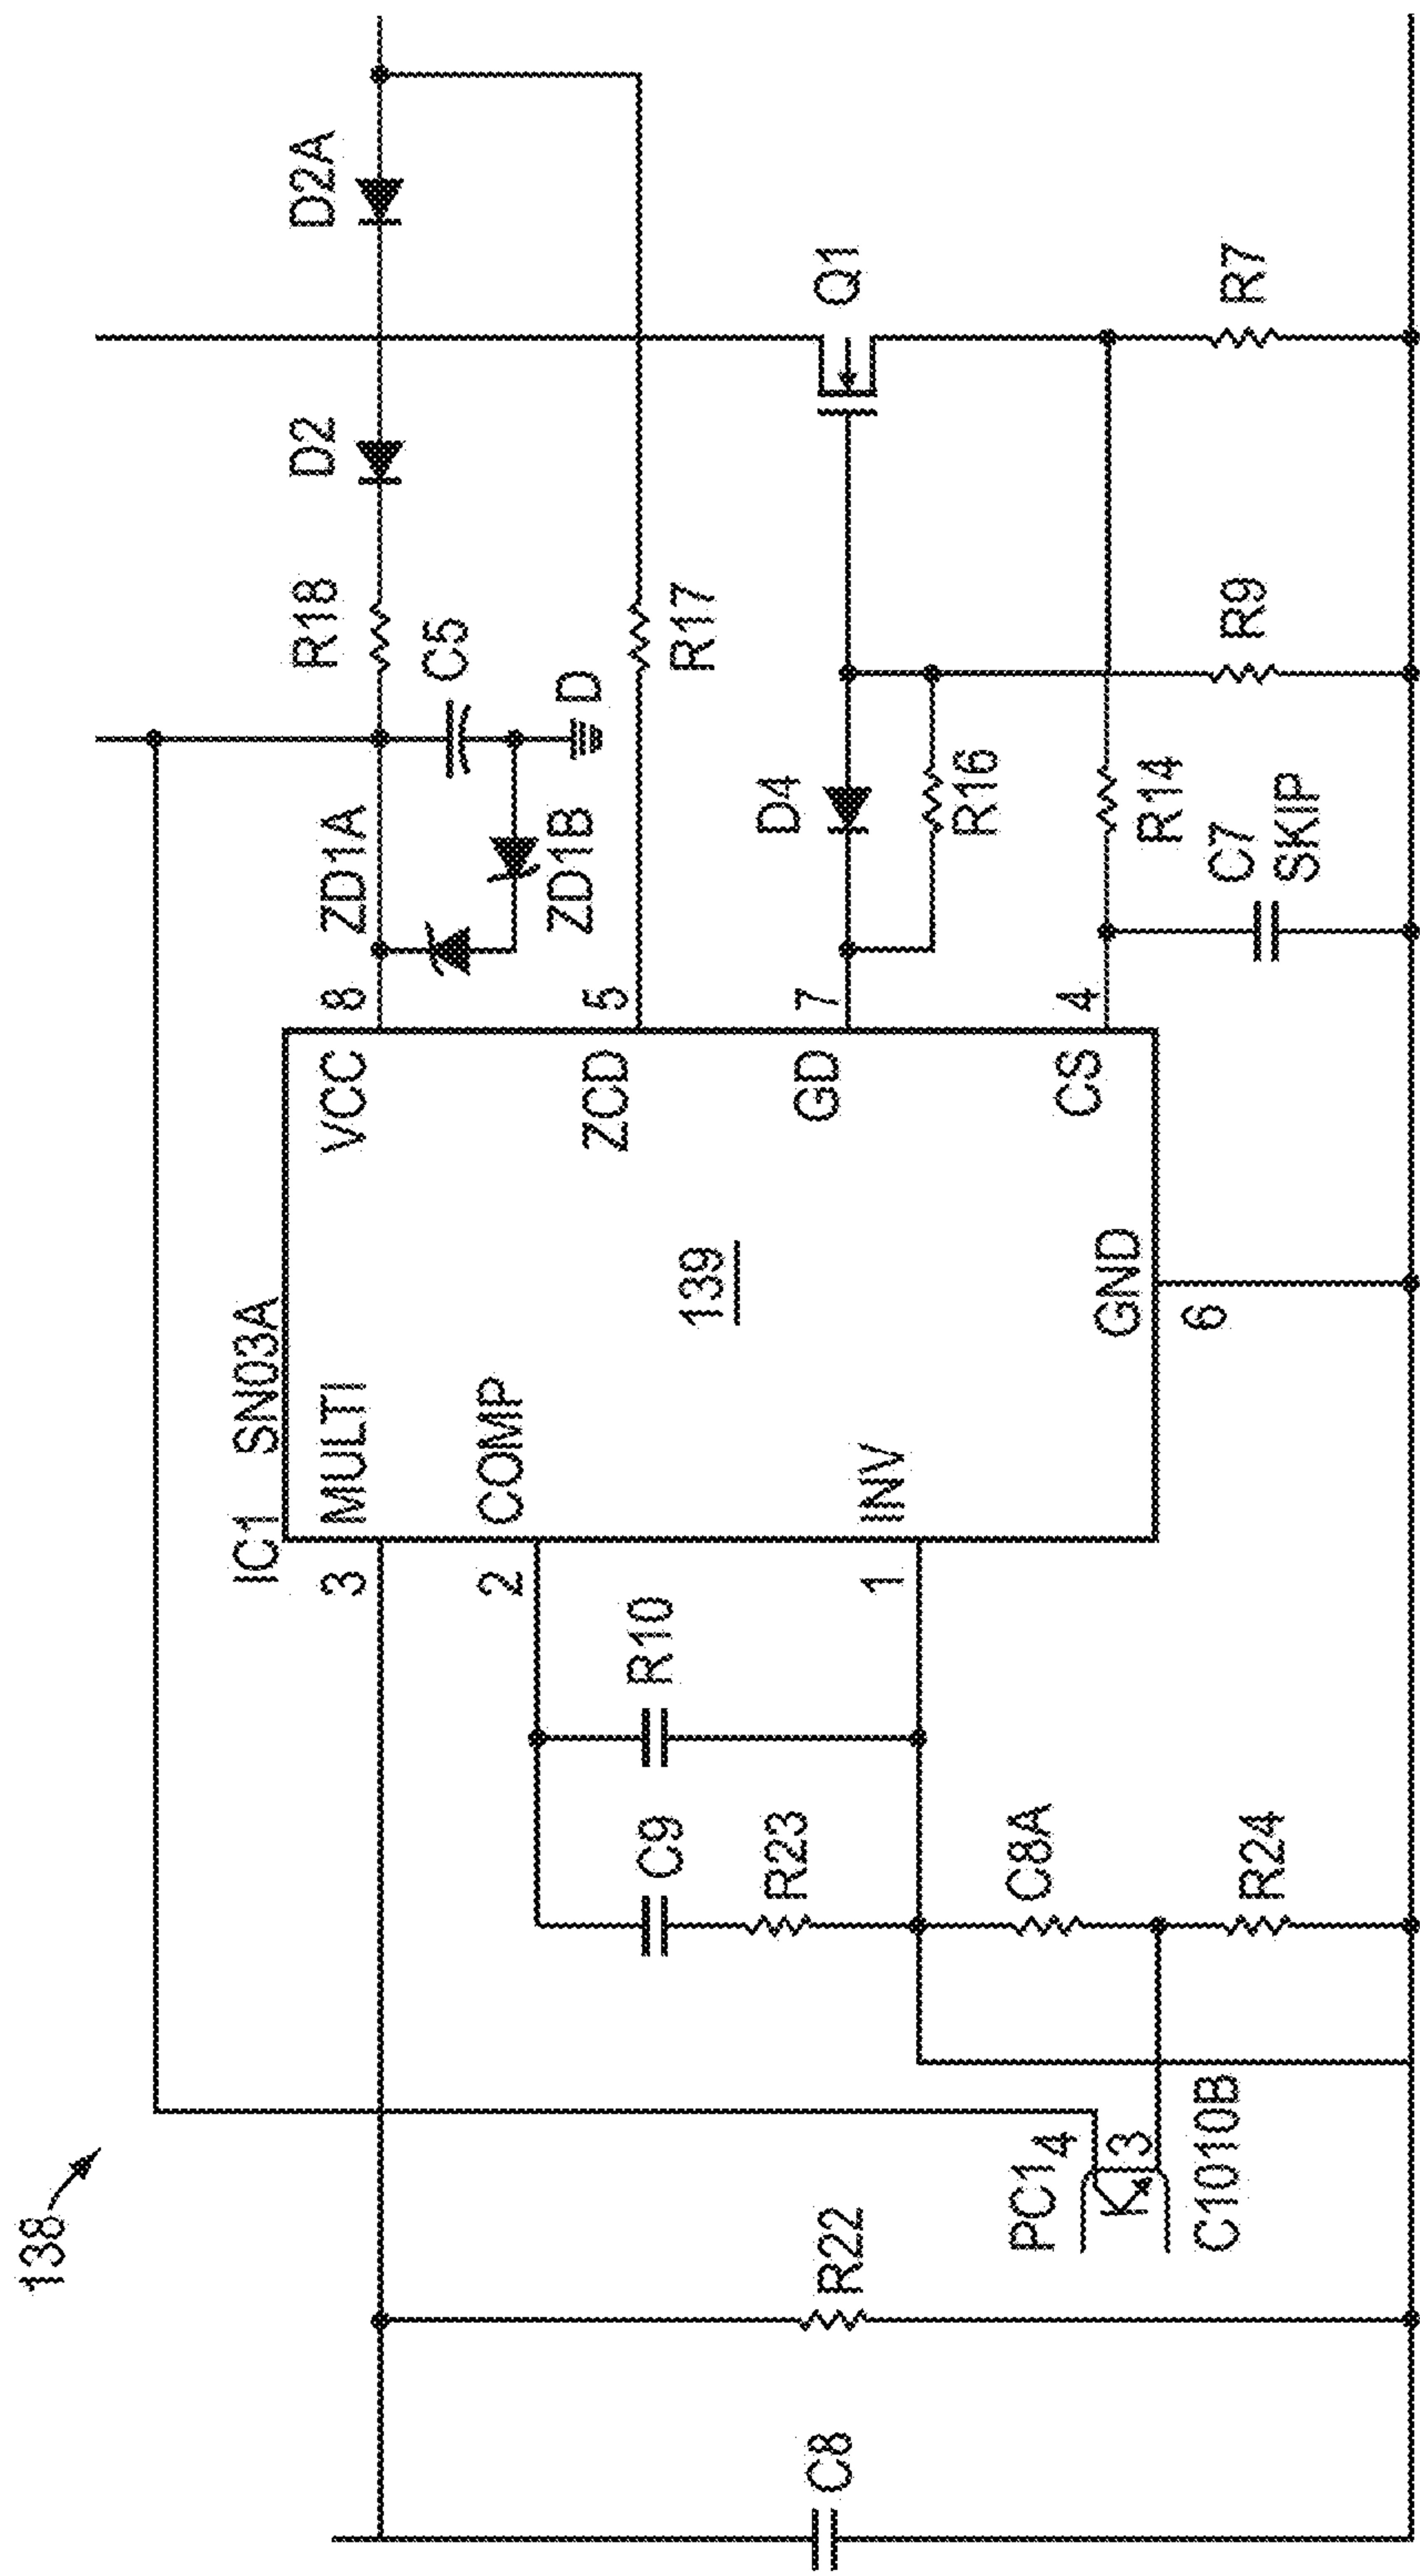 138
IC1 SN03A
139
3
MULTI
2
COMP
1
INV
VCC
8
ZCD
5
GD
7
CS
4
GND
6
D2A
D2
R18
C5
D
ZD1A
ZD1B
R17
Q1
D4
R16
R7
R9
R14
C7
SKIP
R10
C9
R23
C8A
R24
PC1
4
3
C1010B
R22
C8